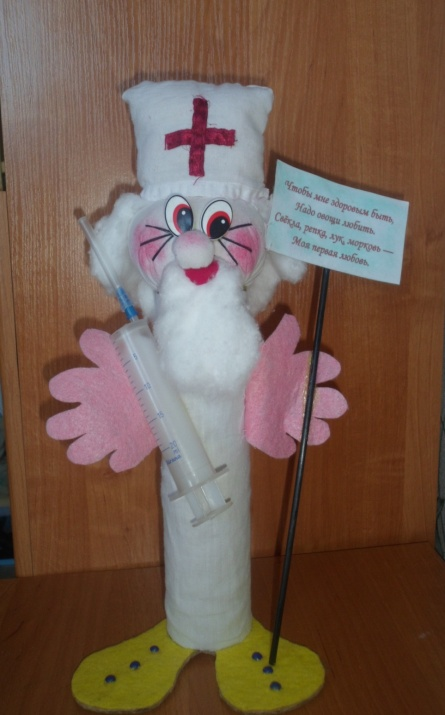 Чтобы мне здоровым быть,
Надо овощи любить.
Свёкла, репка, лук, морковь —
Моя первая любовь.